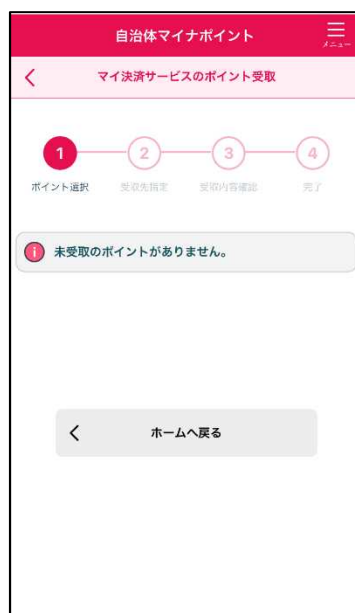 自治体マイナポイント
メニュー
マイ決済サービスのポイント受取
1
2
3
4
ポイント選択
受取先指定
受取内容確認
完了
未受取のポイントがありません。
ホームへ戻る